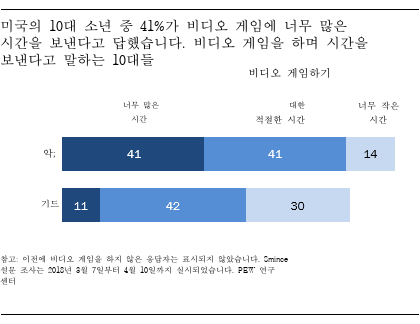 미국의 10대 소년 중 41%가 비디오 게임에 너무 많은
시간을 보낸다고 답했습니다. 비디오 게임을 하며 시간을
보낸다고 말하는 10대들
비디오 게임하기
너무 많은 대한 너무 작은
시간 적절한 시간 시간
악; 41 41 14
기드 11 42 30
참고: 이전에 비디오 게임을 하지 않은 응답자는 표시되지 않았습니다. Smince
설문 조사는 2018년 3월 7일부터 4월 10일까지 실시되었습니다. PEW 연구
센터